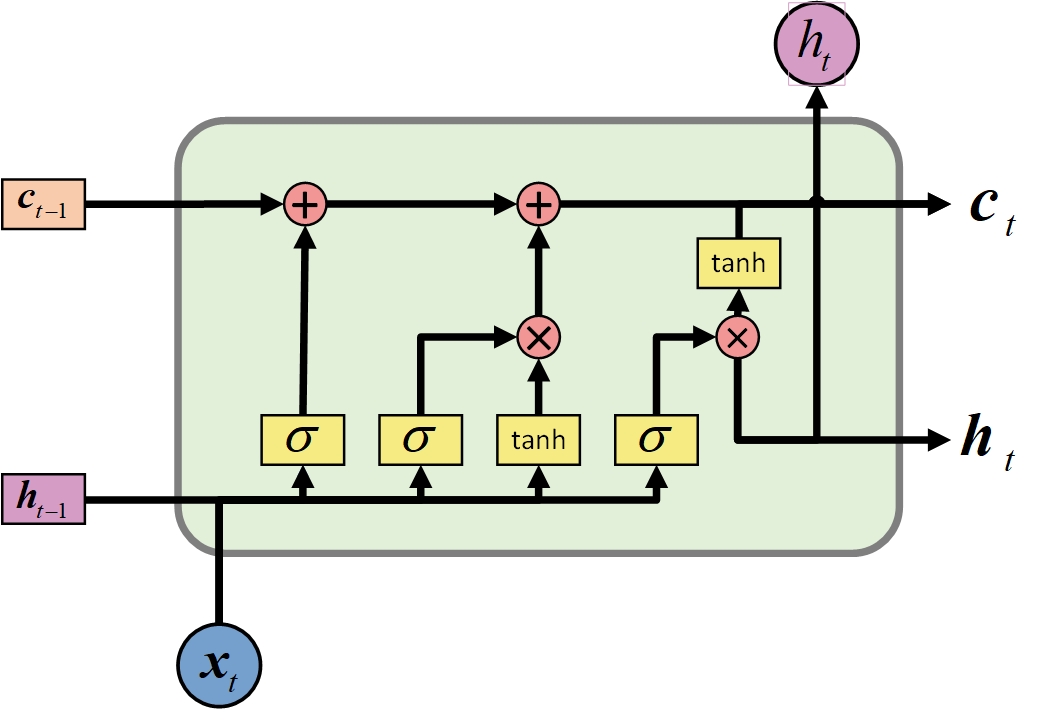 h_t
c_{t-1}
+
+
c_t
tanh
×
×
σ
σ
tanh
σ
h_t
h_{t-1}
x_t